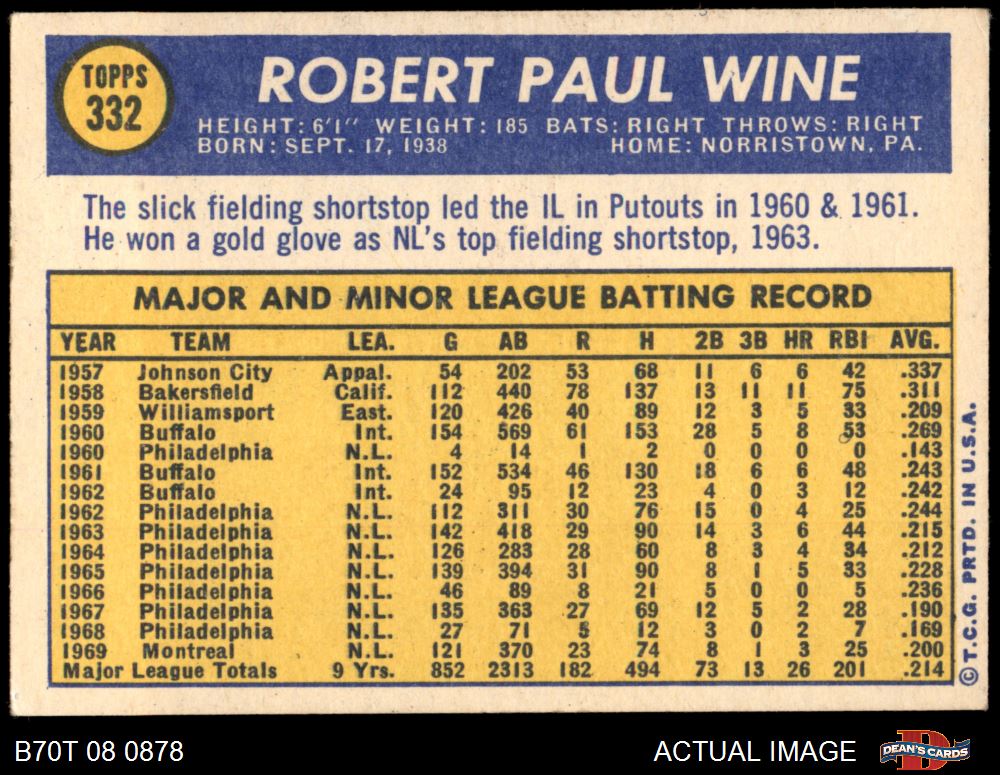 TOPPS
332
ROBERT PAUL WINE
HEIGHT: 6'1" WEIGHT: 185 BATS: RIGHT THROWS: RIGHT
BORN: SEPT. 17, 1938 HOME: NORRISTOWN, PA.
The slick fielding shortstop led the IL in Putouts in 1960 & 1961.
He won a gold glove as NL's top fielding shortstop, 1963.
MAJOR AND MINOR LEAGUE BATTING RECORD
YEAR TEAM LEA. G AB R H 2B 3B HR RBI AVG.
1957 Johnson City Appal. 54 202 53 68 11 6 6 42 .337
1958 Bakersfield Calif. 112 440 78 137 13 11 11 75 .311
1959 Williamsport East. 120 426 40 89 12 3 5 33 .209
1960 Buffalo Int. 154 569 61 153 28 5 8 53 .269
1960 Philadelphia N.L. 4 14 1 2 0 0 0 0 .143
1961 Buffalo Int. 152 534 46 130 18 6 6 48 .243
1962 Buffalo Int. 24 95 12 23 4 0 3 12 .242
1962 Philadelphia N.L. 112 311 30 76 15 0 4 25 .244
1963 Philadelphia N.L. 142 418 29 90 14 3 6 44 .215
1964 Philadelphia N.L. 126 283 28 60 8 3 4 34 .212
1965 Philadelphia N.L. 139 394 31 90 8 1 5 33 .228
1966 Philadelphia N.L. 46 89 8 21 5 0 0 5 .236
1967 Philadelphia N.L. 135 363 27 69 12 5 2 28 .190
1968 Philadelphia N.L. 27 71 5 12 3 0 2 7 .169
1969 Montreal N.L. 121 370 23 74 8 1 3 25 .200
Major League Totals 9 Yrs. 852 2313 182 494 73 13 26 201 .214
© T.C.G. PRTD. IN U.S.A.
B70T 08 0878 ACTUAL IMAGE
D
DEAN'S CARDS